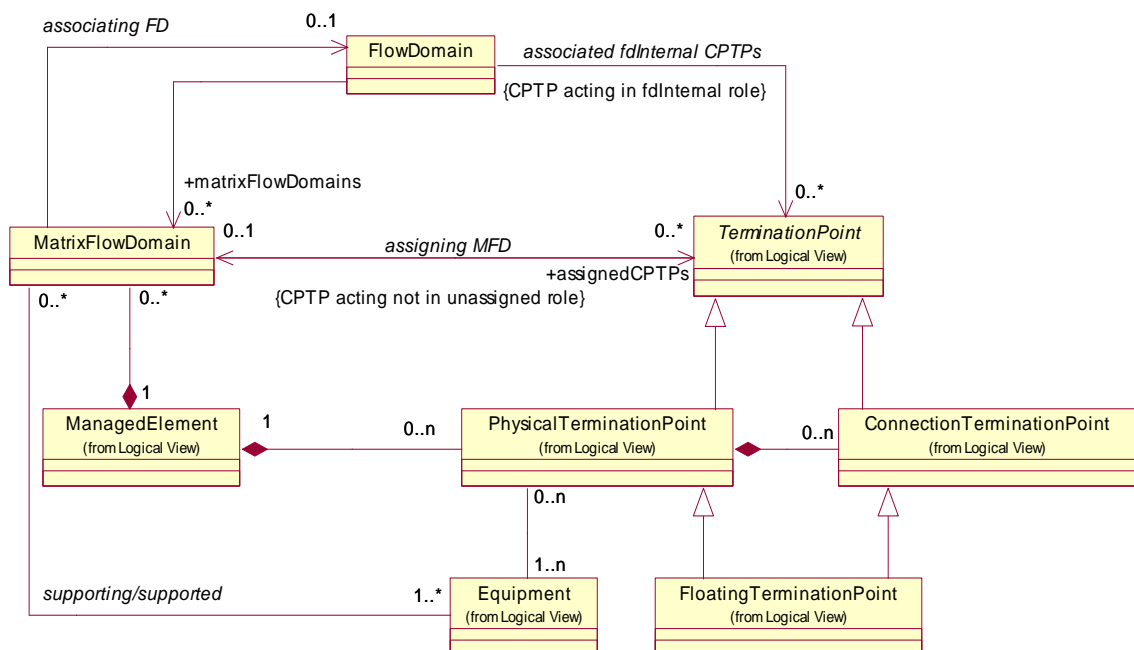 associating FD
0..1
FlowDomain
associated fdInternal CPTPs
{CPTP acting in fdInternal role}
+matrixFlowDomains
0..*
0..*
MatrixFlowDomain
0..1
assigning MFD
0..*
TerminationPoint
(from Logical View)
+assignedCPTPs
{CPTP acting not in unassigned role}
0..*
0..*
1
ManagedElement
(from Logical View)
1
0..n
PhysicalTerminationPoint
(from Logical View)
0..n
ConnectionTerminationPoint
(from Logical View)
0..n
1..n
supporting/supported
1..*
Equipment
(from Logical View)
FloatingTerminationPoint
(from Logical View)